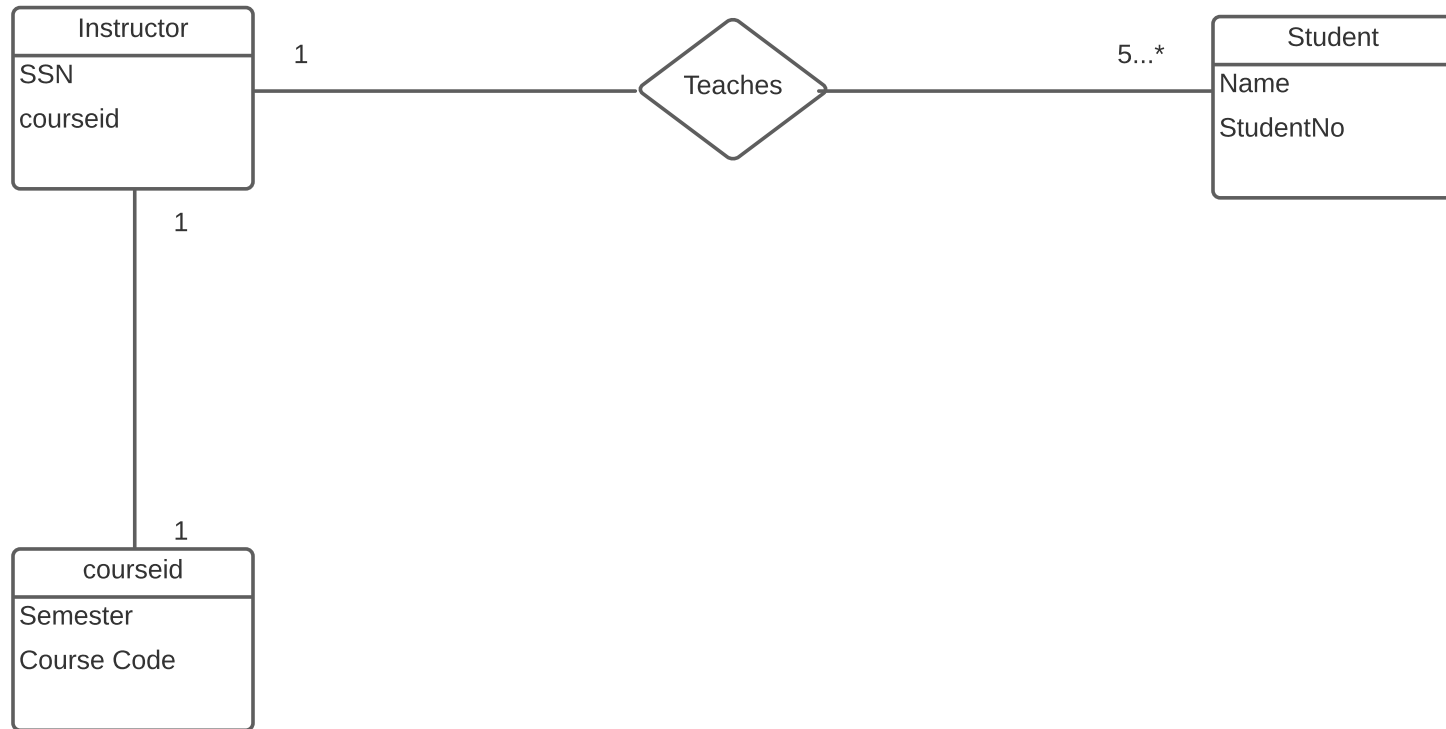 Instructor
SSN
courseid
1
Teaches
5...*
Student
Name
StudentNo
1
1
courseid
Semester
Course Code